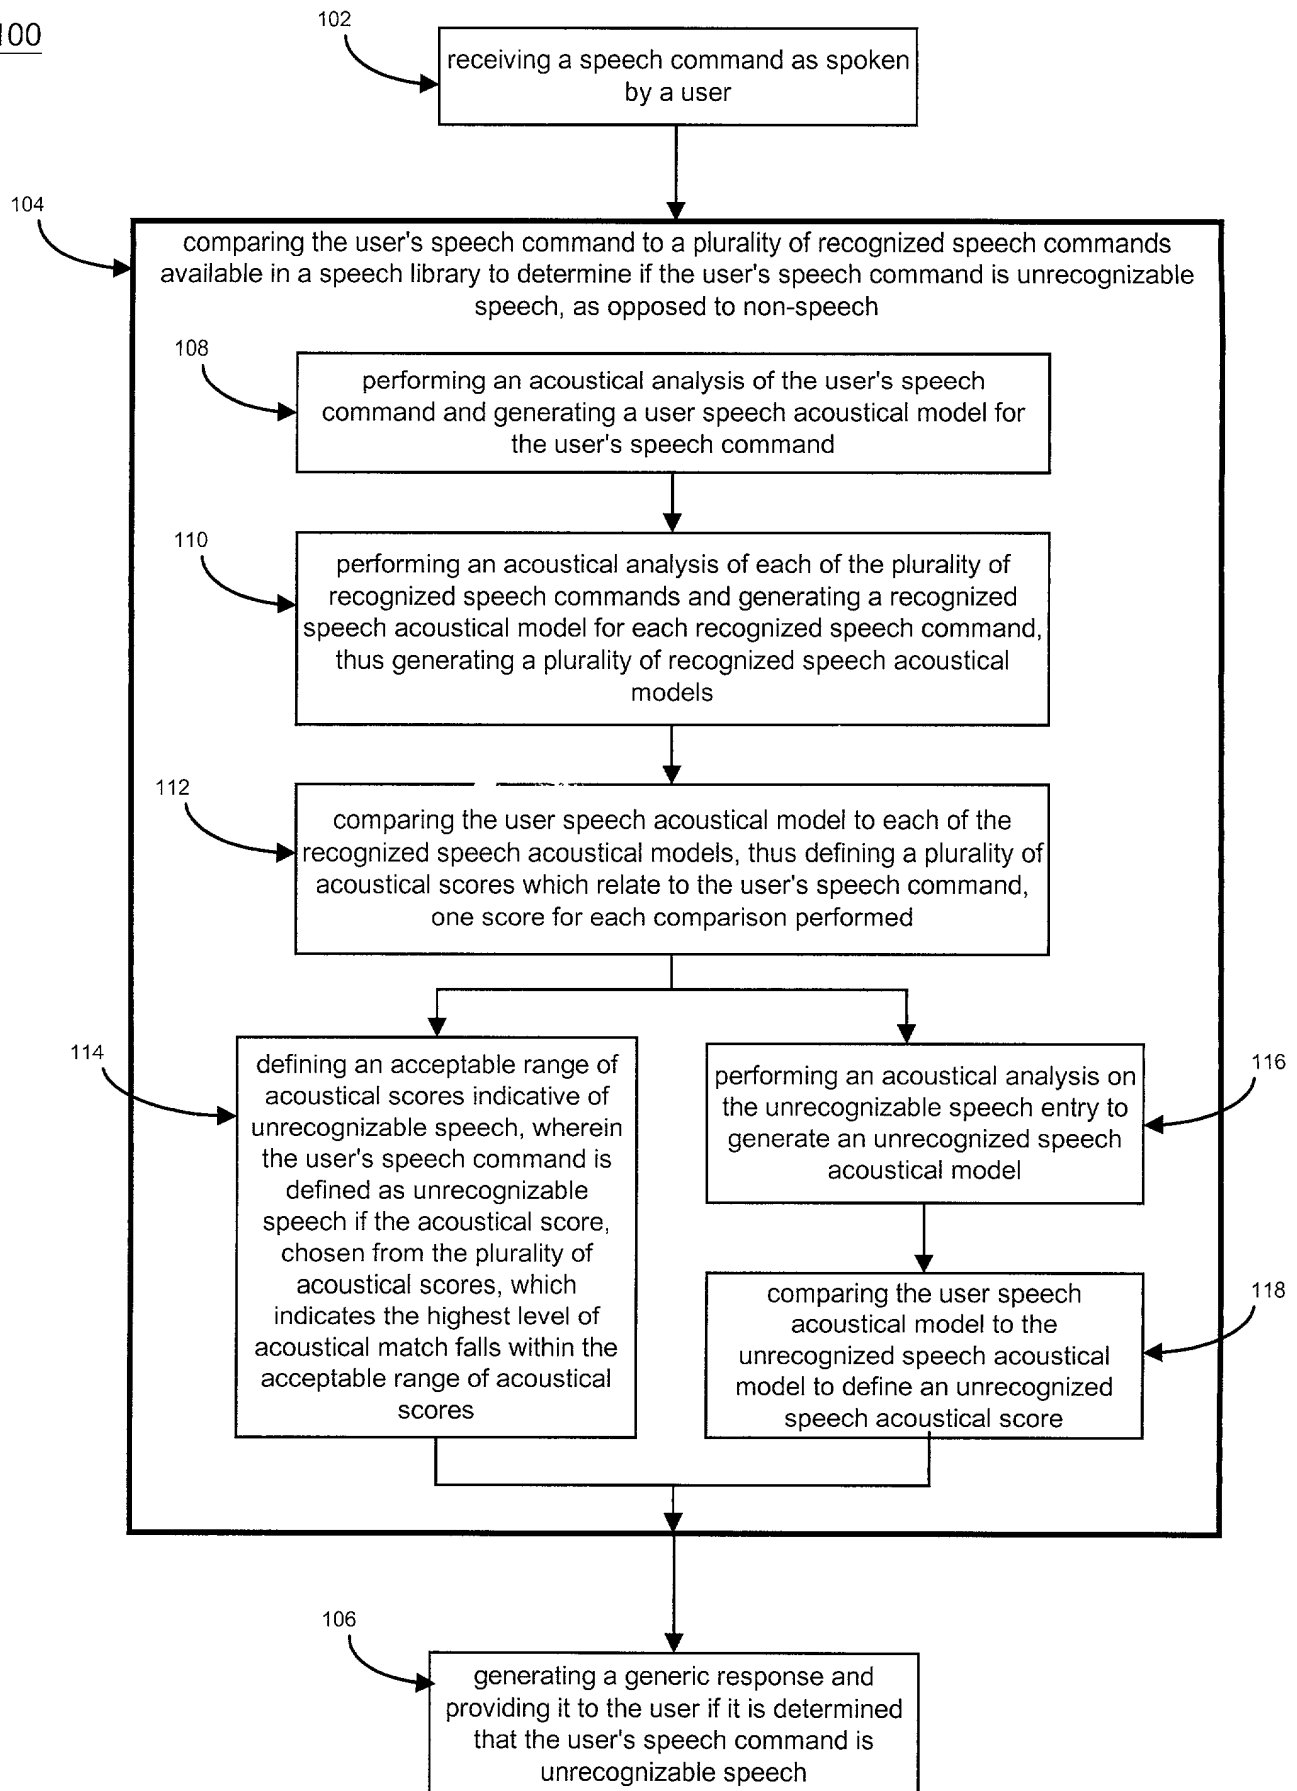 100
102
receiving a speech command as spoken
by a user
104
comparing the user's speech command to a plurality of recognized speech commands
available in a speech library to determine if the user's speech command is unrecognizable
speech, as opposed to non-speech
108
performing an acoustical analysis of the user's speech
command and generating a user speech acoustical model for
the user's speech command
110
performing an acoustical analysis of each of the plurality of
recognized speech commands and generating a recognized
speech acoustical model for each recognized speech command,
thus generating a plurality of recognized speech acoustical
models
112
comparing the user speech acoustical model to each of the
recognized speech acoustical models, thus defining a plurality of
acoustical scores which relate to the user's speech command,
one score for each comparison performed
114
defining an acceptable range of
acoustical scores indicative of
unrecognizable speech, wherein
the user's speech command is
defined as unrecognizable
speech if the acoustical score,
chosen from the plurality of
acoustical scores, which
indicates the highest level of
acoustical match falls within the
acceptable range of acoustical
scores
116
performing an acoustical analysis on
the unrecognizable speech entry to
generate an unrecognized speech
acoustical model
118
comparing the user speech
acoustical model to the
unrecognized speech acoustical
model to define an unrecognized
speech acoustical score
106
generating a generic response and
providing it to the user if it is determined
that the user's speech command is
unrecognizable speech